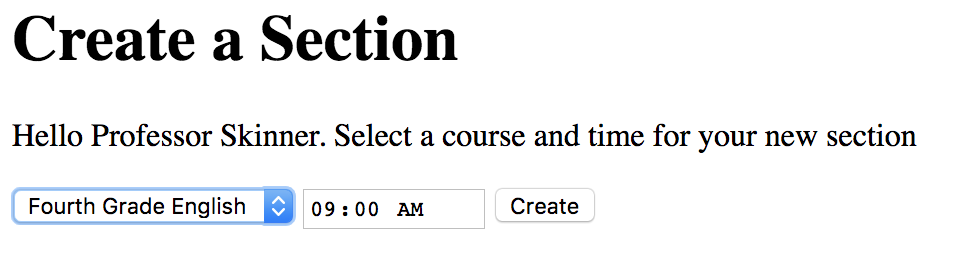 Create a Section
Hello Professor Skinner. Select a course and time for your new section
Fourth Grade English 09:00 AM Create